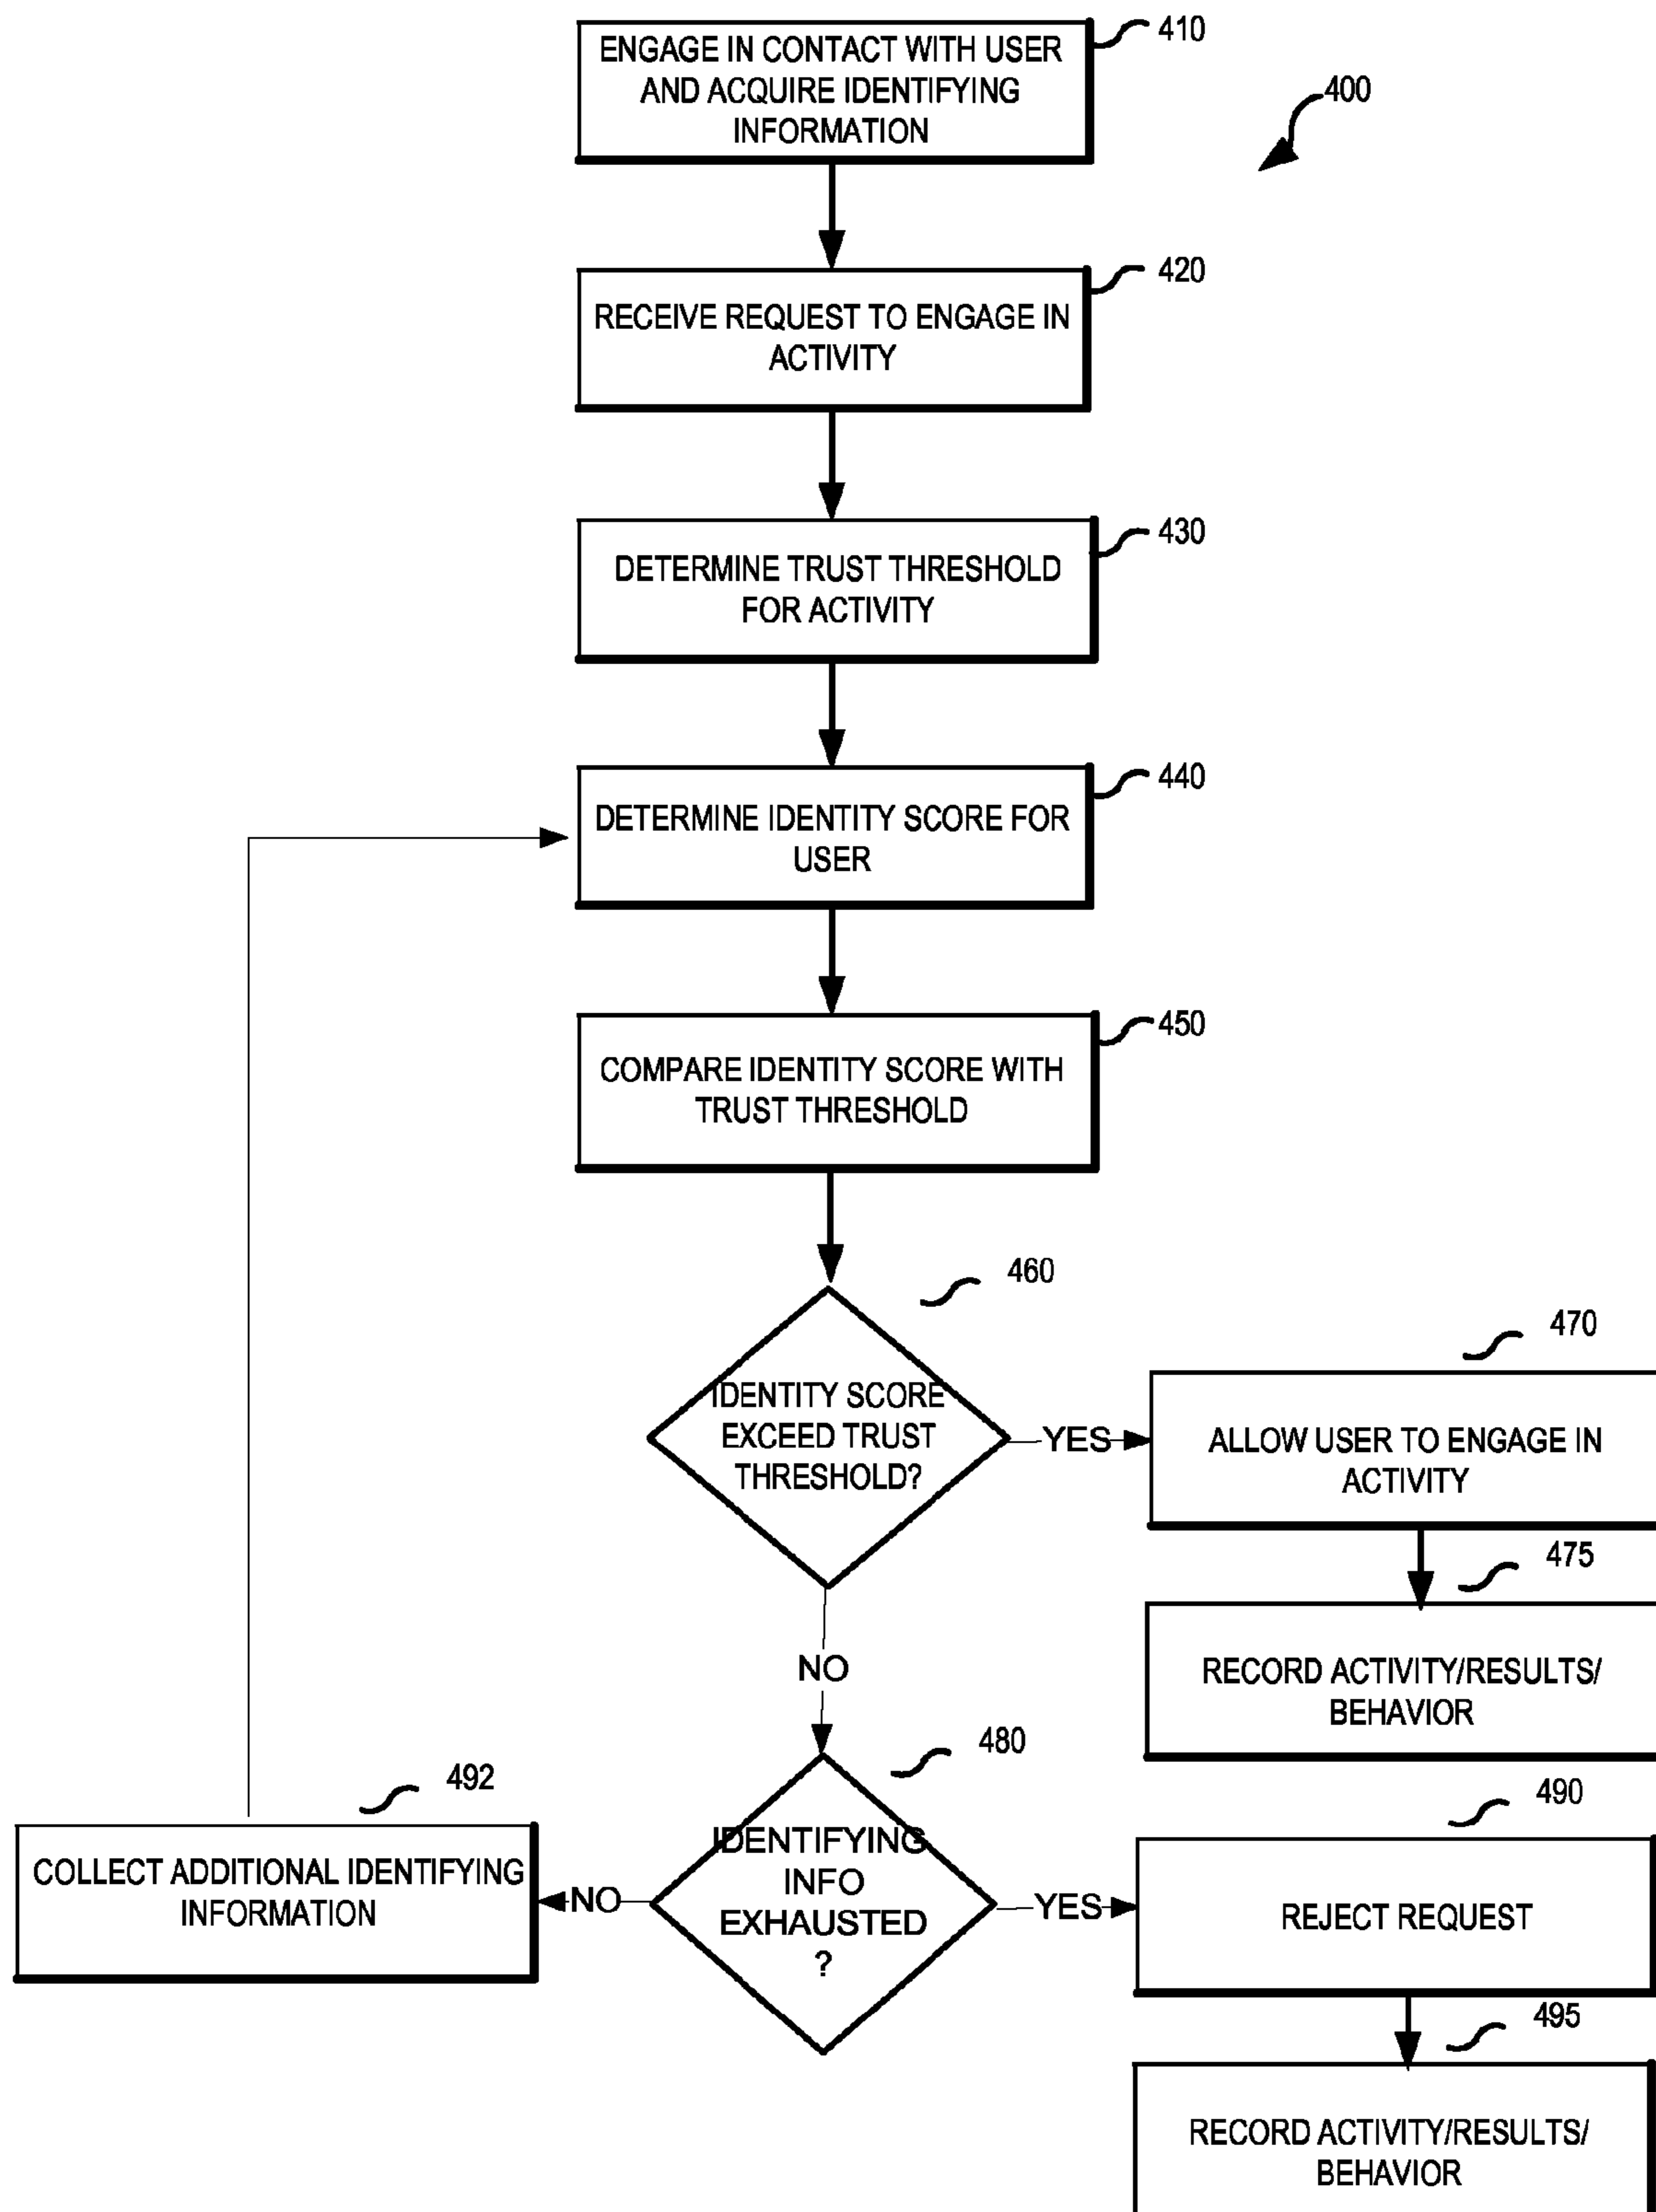 410
ENGAGE IN CONTACT WITH USER
AND ACQUIRE IDENTIFYING
INFORMATION
400
420
RECEIVE REQUEST TO ENGAGE IN
ACTIVITY
430
DETERMINE TRUST THRESHOLD
FOR ACTIVITY
440
DETERMINE IDENTITY SCORE FOR
USER
450
COMPARE IDENTITY SCORE WITH
TRUST THRESHOLD
460
IDENTITY SCORE
EXCEED TRUST
THRESHOLD?
YES
470
ALLOW USER TO ENGAGE IN
ACTIVITY
475
RECORD ACTIVITY/RESULTS/
BEHAVIOR
NO
480
IDENTIFYING
INFO
EXHAUSTED
?
NO
492
COLLECT ADDITIONAL IDENTIFYING
INFORMATION
YES
490
REJECT REQUEST
495
RECORD ACTIVITY/RESULTS/
BEHAVIOR